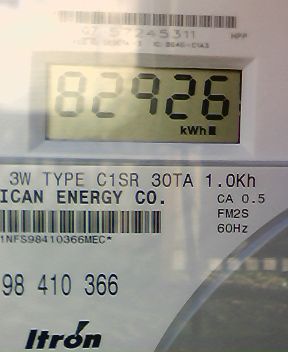 57245311
82926
kWh
3W TYPE C1SR 30TA 1.0Kh
ICAN ENERGY CO.
CA 0.5
FM2S
1NFS98410366MEC*
60Hz
98 410 366
Itron